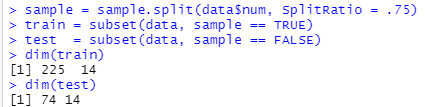 > sample = sample.split(data$num, SplitRatio = .75)
> train = subset(data, sample == TRUE)
> test  = subset(data, sample == FALSE)
> dim(train)
[1] 225  14
> dim(test)
[1] 74 14